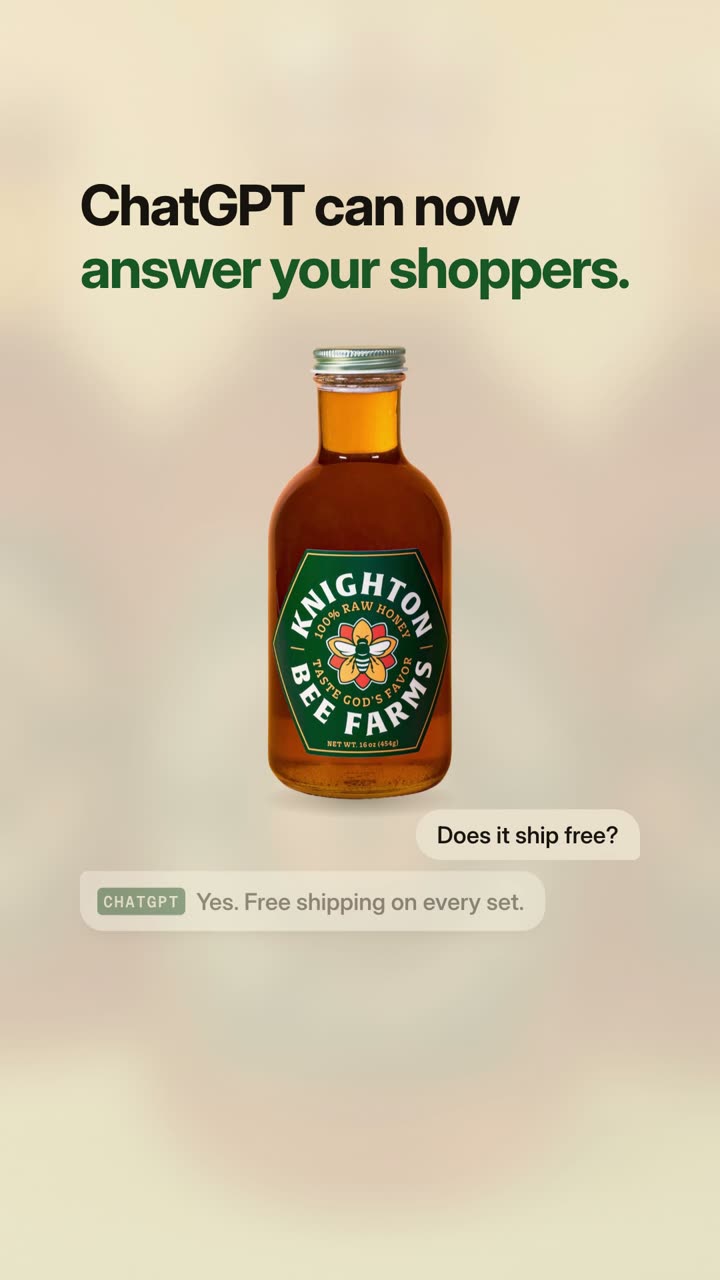 ChatGPT can now
answer your shoppers.
KNIGHTON
100% RAW HONEY
TASTE GOD'S FAVOR
BEE FARMS
NET WT. 16 oz (454g)
Does it ship free?
CHATGPT Yes. Free shipping on every set.